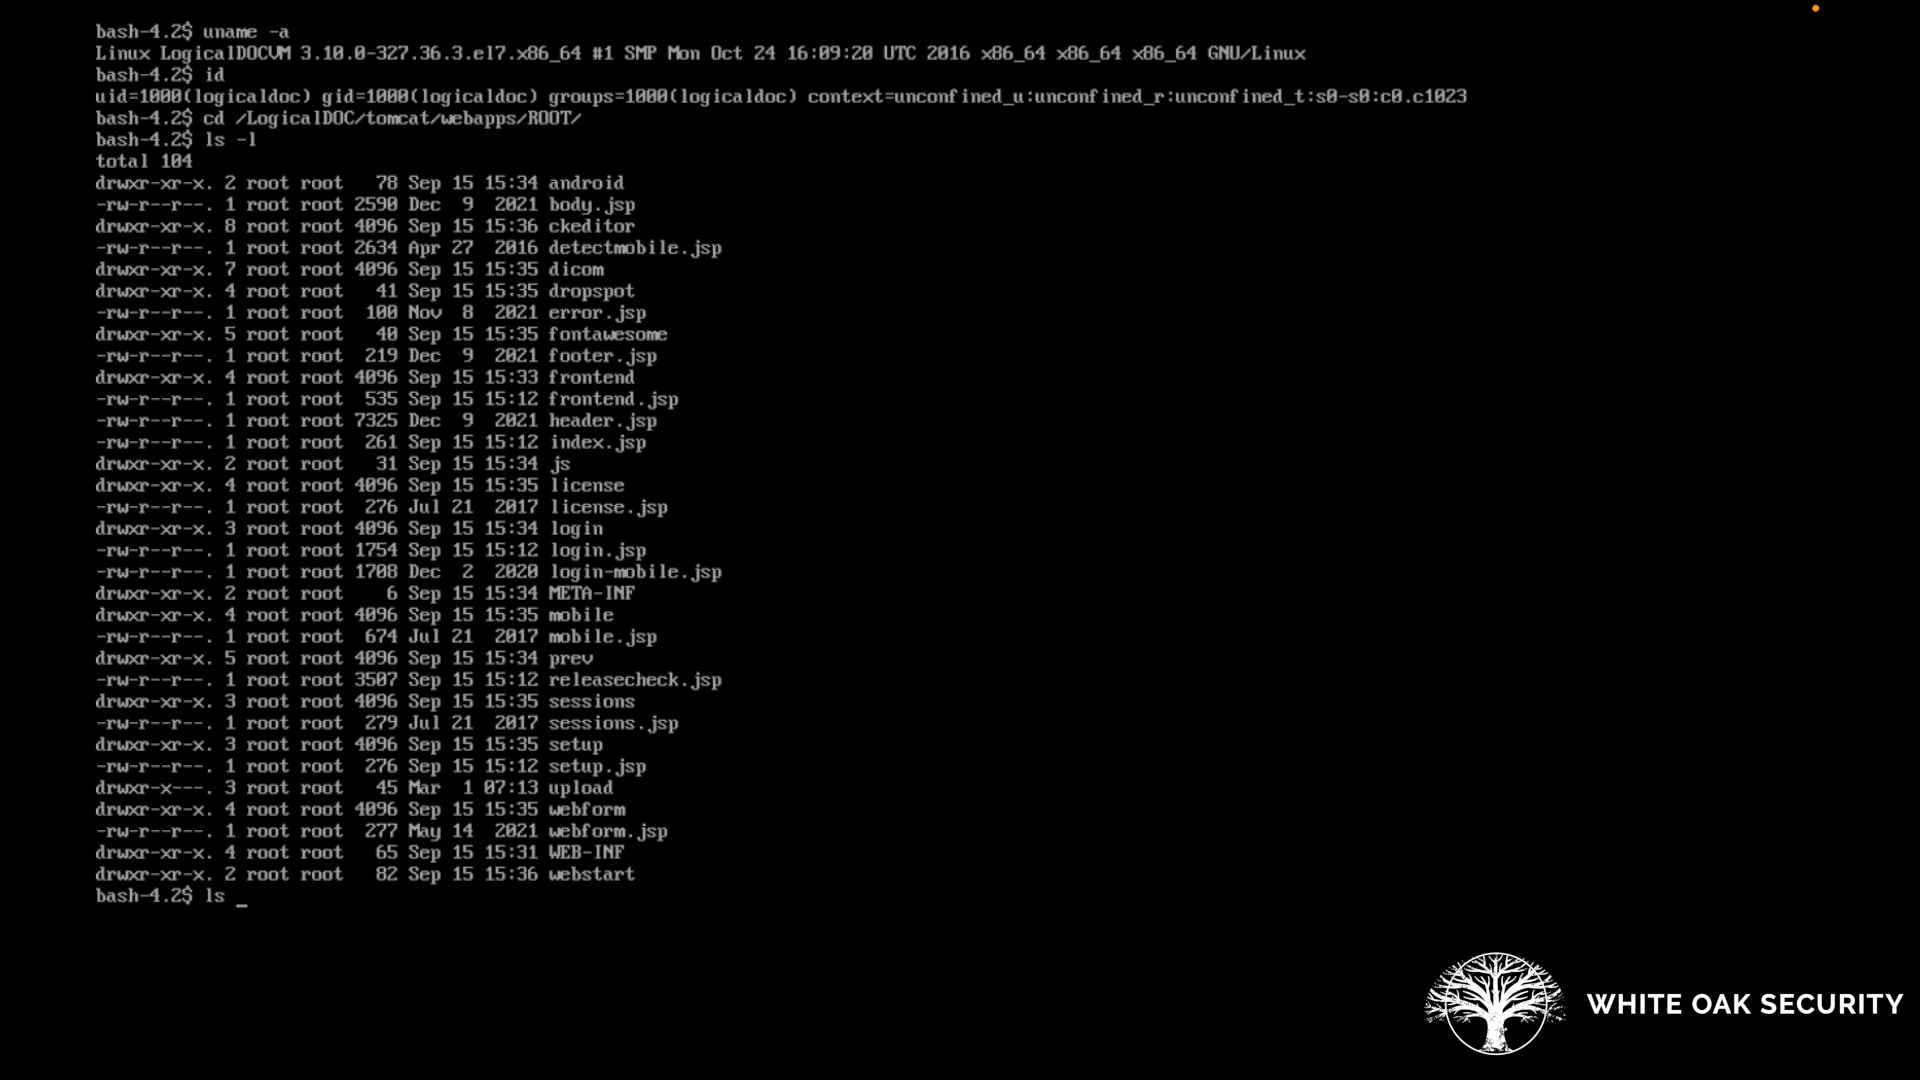 bash-4.2$ uname -a
Linux LogicalDOCVM 3.10.0-327.36.3.el7.x86_64 #1 SMP Mon Oct 24 16:09:20 UTC 2016 x86_64 x86_64 x86_64 GNU/Linux
bash-4.2$ id
uid=1000(logicaldoc) gid=1000(logicaldoc) groups=1000(logicaldoc) context=unconfined_u:unconfined_r:unconfined_t:s0-s0:c0.c1023
bash-4.2$ cd /LogicalDOC/tomcat/webapps/ROOT/
bash-4.2$ ls -l
total 104
drwxr-xr-x. 2 root root   78 Sep 15 15:34 android
-rw-r--r--. 1 root root 2590 Dec  9  2021 body.jsp
drwxr-xr-x. 8 root root 4096 Sep 15 15:36 ckeditor
-rw-r--r--. 1 root root 2634 Apr 27  2016 detectmobile.jsp
drwxr-xr-x. 7 root root 4096 Sep 15 15:35 dicom
drwxr-xr-x. 4 root root   41 Sep 15 15:35 dropspot
-rw-r--r--. 1 root root  100 Nov  8  2021 error.jsp
drwxr-xr-x. 5 root root   40 Sep 15 15:35 fontawesome
-rw-r--r--. 1 root root  219 Dec  9  2021 footer.jsp
drwxr-xr-x. 4 root root 4096 Sep 15 15:33 frontend
-rw-r--r--. 1 root root  535 Sep 15 15:12 frontend.jsp
-rw-r--r--. 1 root root 7325 Dec  9  2021 header.jsp
-rw-r--r--. 1 root root  261 Sep 15 15:12 index.jsp
drwxr-xr-x. 2 root root   31 Sep 15 15:34 js
drwxr-xr-x. 4 root root 4096 Sep 15 15:35 license
-rw-r--r--. 1 root root  276 Jul 21  2017 license.jsp
drwxr-xr-x. 3 root root 4096 Sep 15 15:34 login
-rw-r--r--. 1 root root 1754 Sep 15 15:12 login.jsp
-rw-r--r--. 1 root root 1708 Dec  2  2020 login-mobile.jsp
drwxr-xr-x. 2 root root    6 Sep 15 15:34 META-INF
drwxr-xr-x. 4 root root 4096 Sep 15 15:35 mobile
-rw-r--r--. 1 root root  674 Jul 21  2017 mobile.jsp
drwxr-xr-x. 5 root root 4096 Sep 15 15:34 prev
-rw-r--r--. 1 root root 3507 Sep 15 15:12 releasecheck.jsp
drwxr-xr-x. 3 root root 4096 Sep 15 15:35 sessions
-rw-r--r--. 1 root root  279 Jul 21  2017 sessions.jsp
drwxr-xr-x. 3 root root 4096 Sep 15 15:35 setup
-rw-r--r--. 1 root root  276 Sep 15 15:12 setup.jsp
drwxr-x---. 3 root root   45 Mar  1 07:13 upload
drwxr-xr-x. 4 root root 4096 Sep 15 15:35 webform
-rw-r--r--. 1 root root  277 May 14  2021 webform.jsp
drwxr-xr-x. 4 root root   65 Sep 15 15:31 WEB-INF
drwxr-xr-x. 2 root root   82 Sep 15 15:36 webstart
bash-4.2$ ls _
WHITE OAK SECURITY